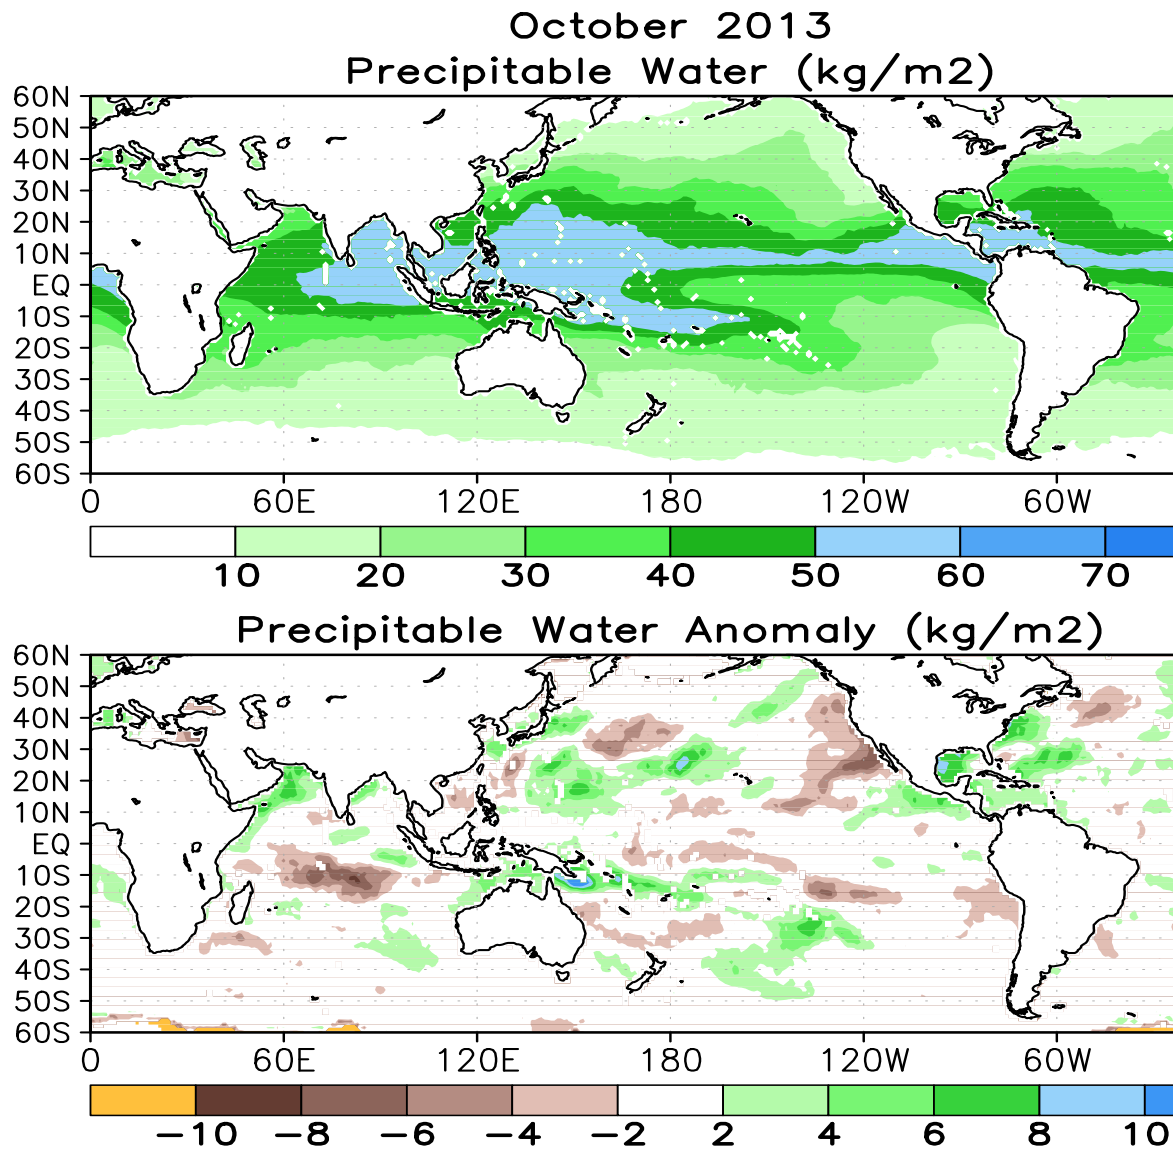 October 2013
Precipitable Water (kg/m2)
60N
50N
40N
30N
20N
10N
EQ
10S
20S
30S
40S
50S
60S
0 60E 120E 180 120W 60W
10 20 30 40 50 60 70
Precipitable Water Anomaly (kg/m2)
60N
50N
40N
30N
20N
10N
EQ
10S
20S
30S
40S
50S
60S
0 60E 120E 180 120W 60W
−10 −8 −6 −4 −2 2 4 6 8 10